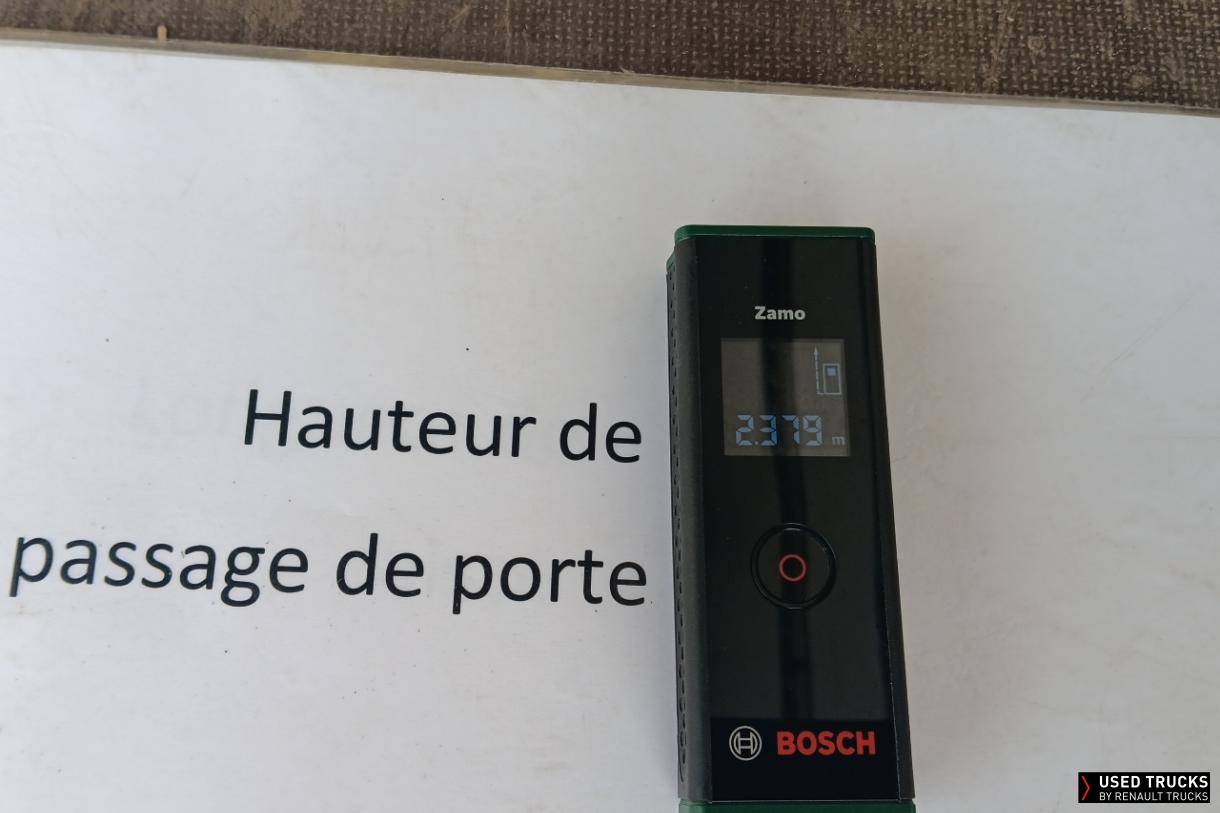 Zamo
2.379 m
Hauteur de
passage de porte
BOSCH
USED TRUCKS
BY RENAULT TRUCKS